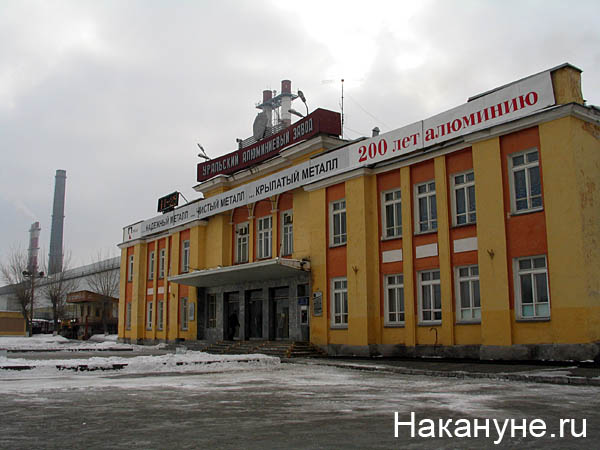 УРАЛЬСКИЙ АЛЮМИНИЕВЫЙ ЗАВОД
...НАДЕЖНЫЙ МЕТАЛЛ ...ЧИСТЫЙ МЕТАЛЛ ...КРЫЛАТЫЙ МЕТАЛЛ
200 лет алюминию
Накануне.ru